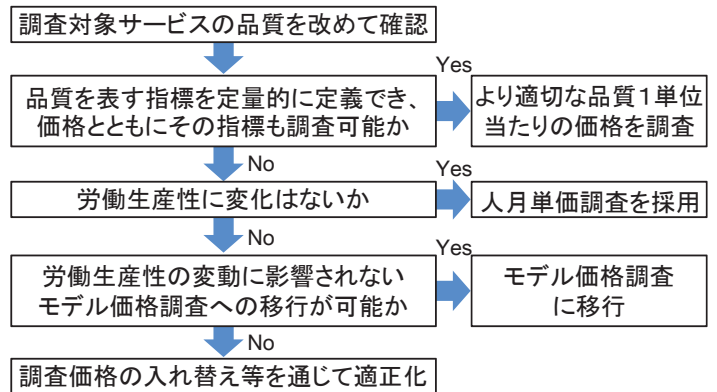 調査対象サービスの品質を改めて確認
Yes
品質を表す指標を定量的に定義でき、
価格とともにその指標も調査可能か
より適切な品質１単位
当たりの価格を調査
No
Yes
労働生産性に変化はないか
人月単価調査を採用
No
Yes
労働生産性の変動に影響されない
モデル価格調査への移行が可能か
モデル価格調査
に移行
No
調査価格の入れ替え等を通じて適正化